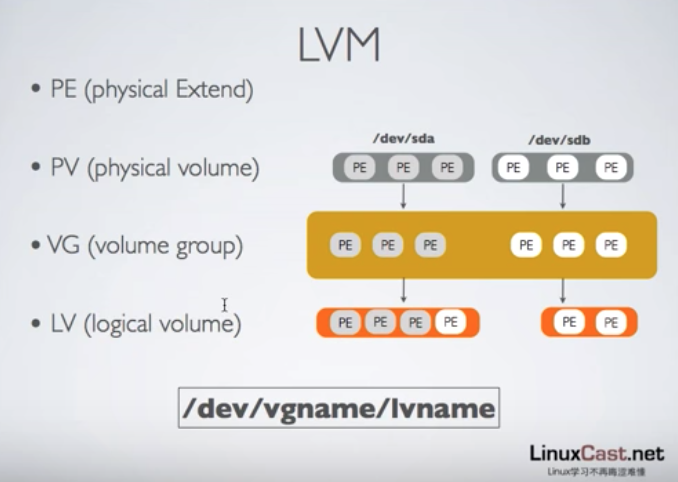 LVM
• PE (physical Extend)
/dev/sda /dev/sdb
• PV (physical volume)
PE PE PE PE PE PE
• VG (volume group)
PE PE PE PE PE PE
• LV (logical volume)
PE PE PE PE PE PE
/dev/vgname/lvname
LinuxCast.net
Linux学习不再晦涩难懂